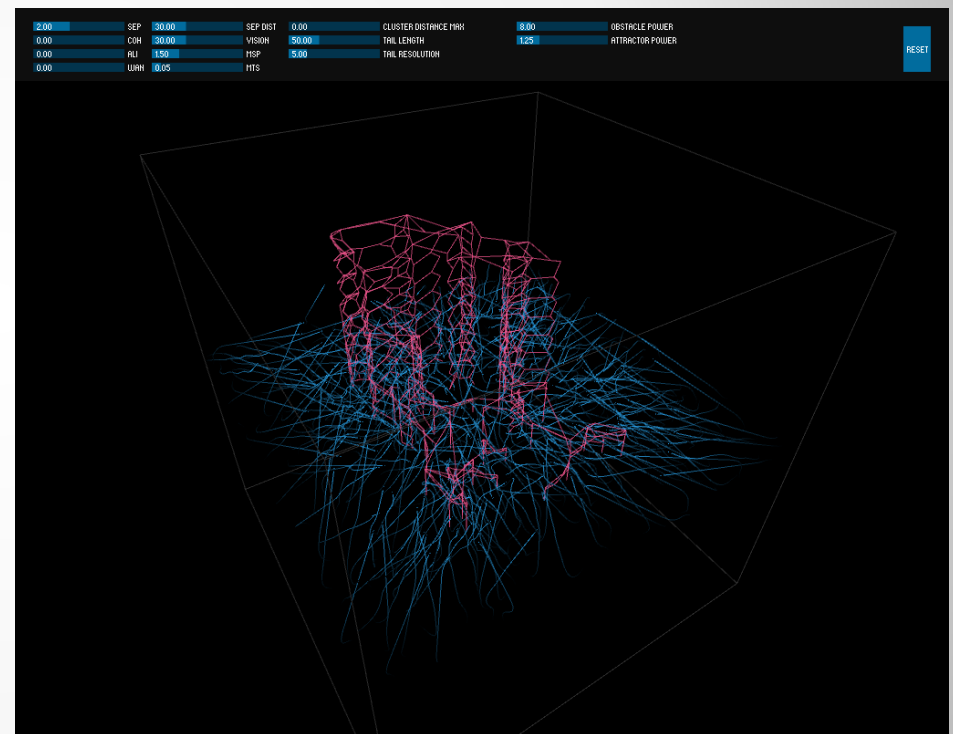 2.00 SEP 30.00 SEP DIST 0.00 CLUSTER DISTANCE MAX 8.00 OBSTACLE POWER
0.00 COH 30.00 VISION 50.00 TAIL LENGTH 1.25 ATTRACTOR POWER
0.00 ALI 1.50 MSP 5.00 TAIL RESOLUTION
0.00 WAN 0.05 MTS
RESET